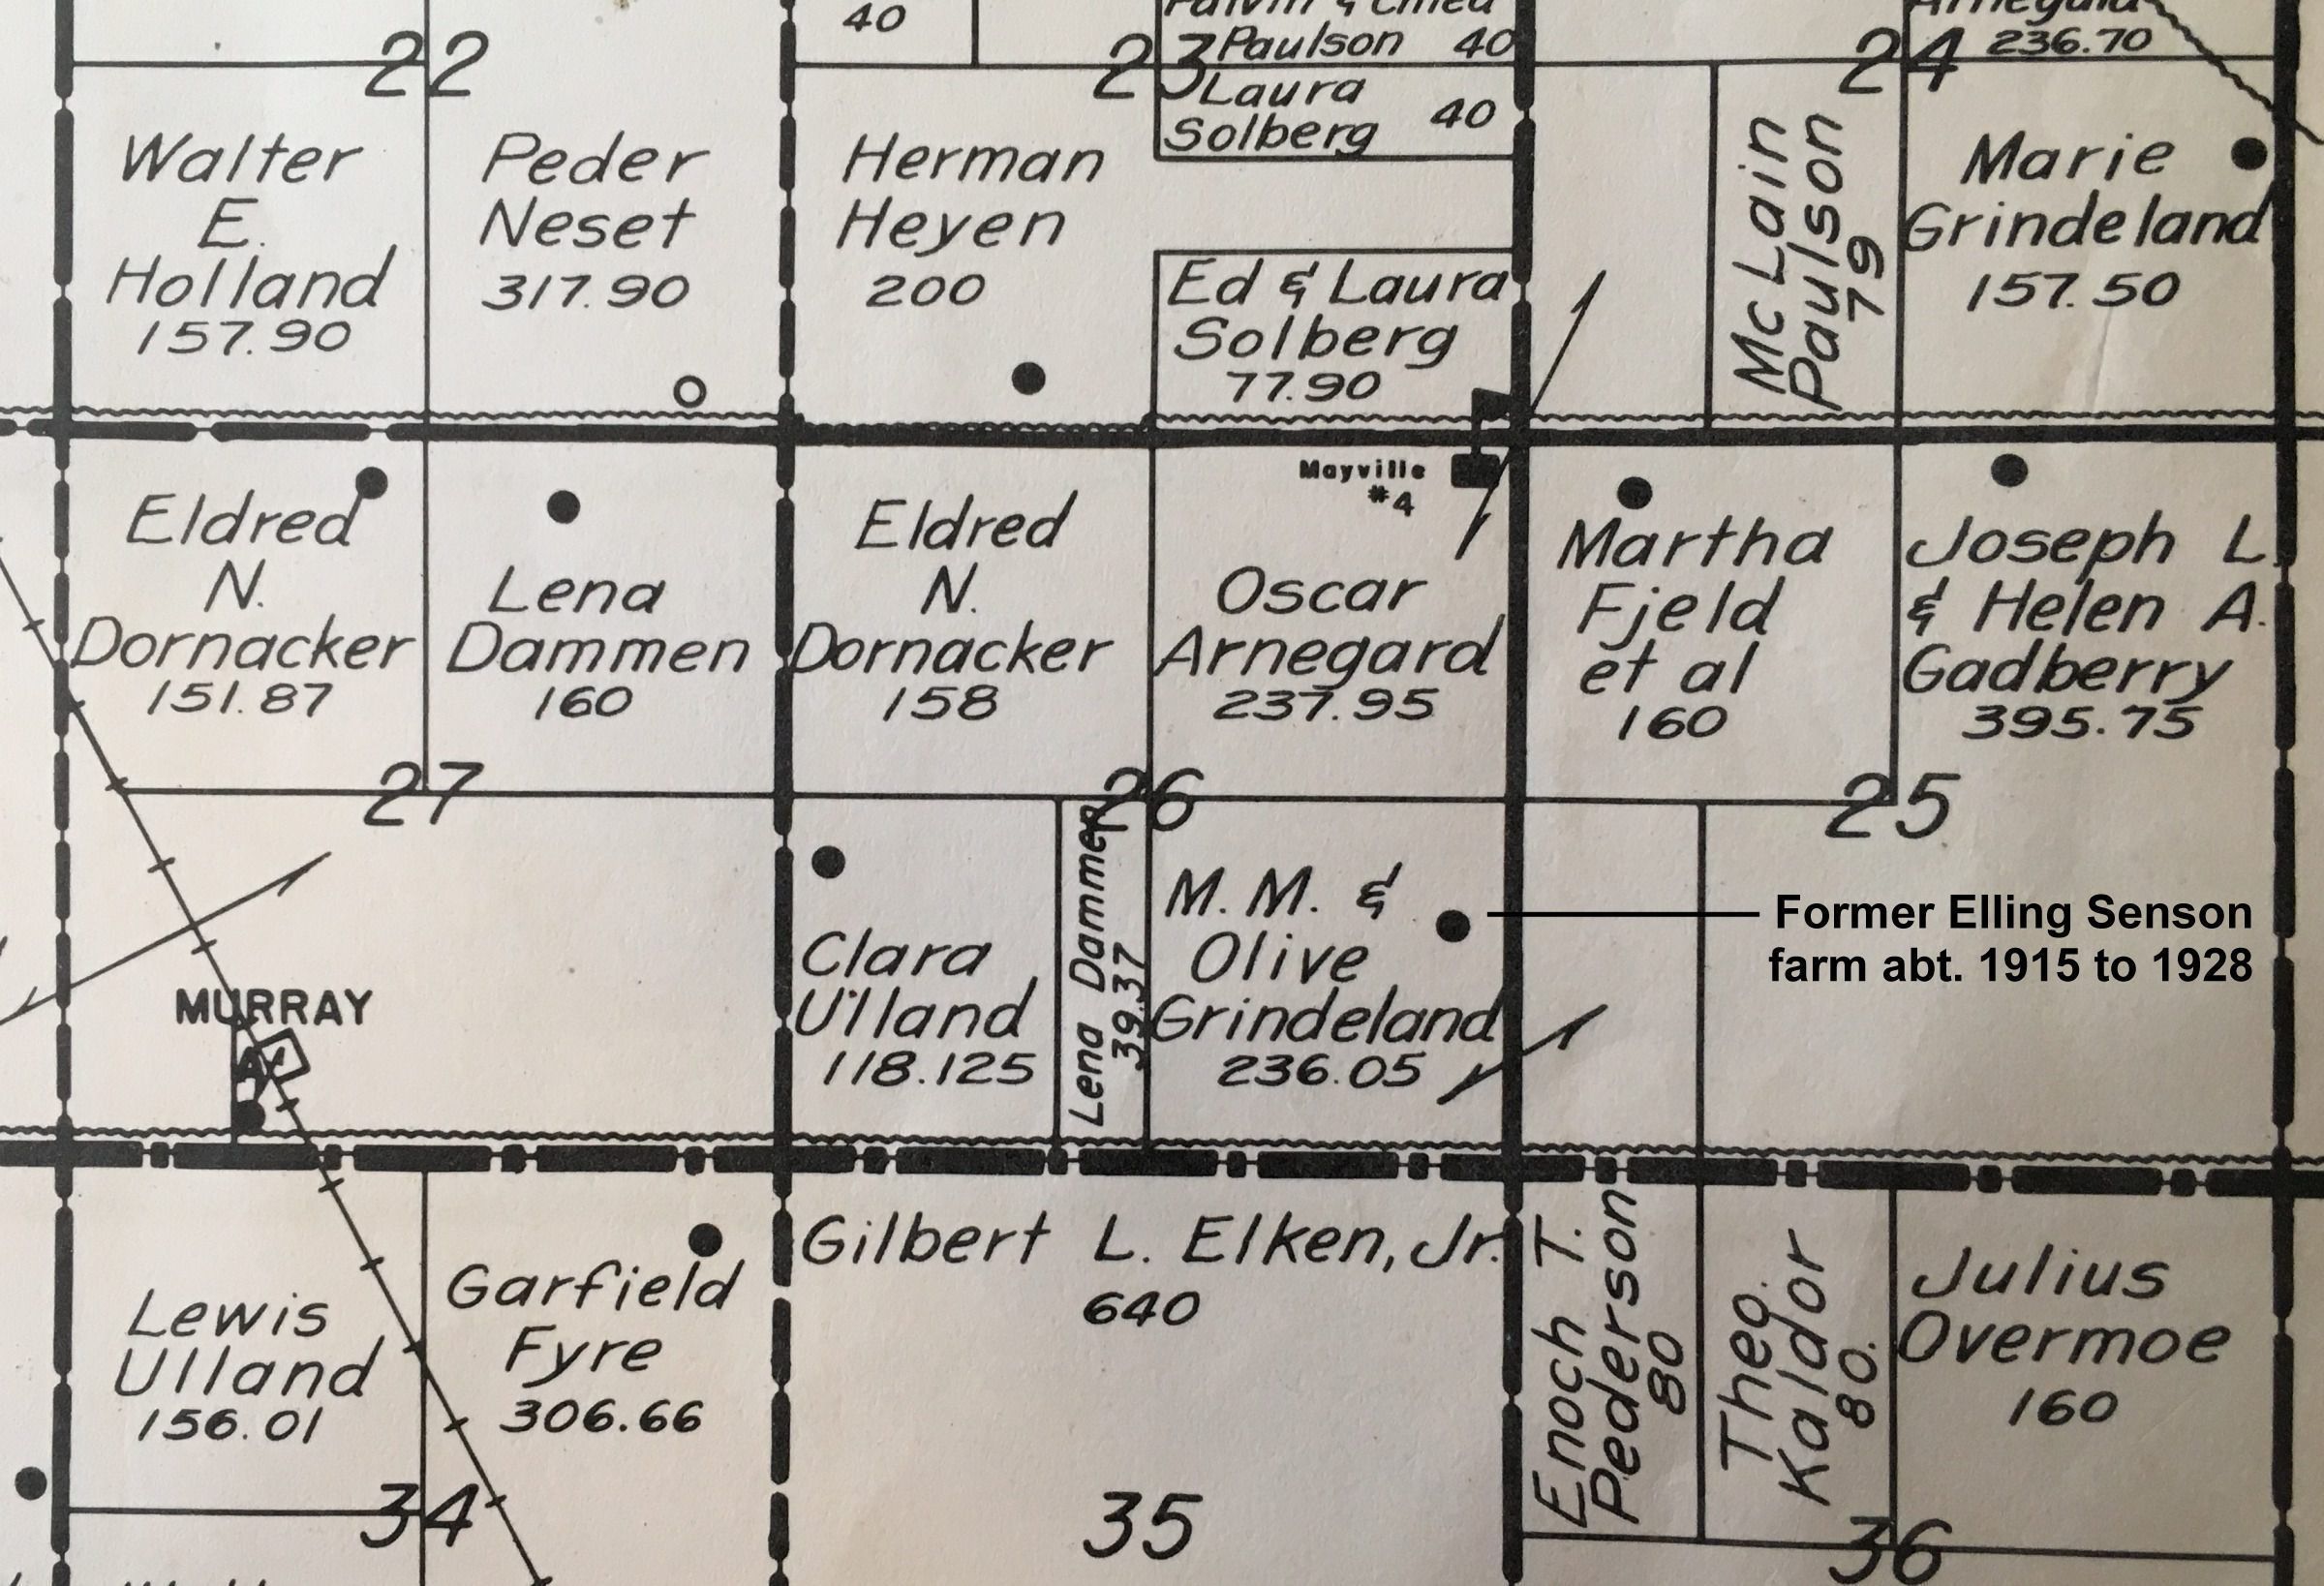 40
Paulson 40
236.70
22
23
24
Laura
Solberg 40
Walter
E.
Holland
157.90
Peder
Neset
317.90
Herman
Heyen
200
Ed & Laura
Solberg
77.90
McLain
Paulson
79
Marie
Grindeland
157.50
Mayville
#4
Eldred
N.
Dornacker
151.87
Lena
Dammen
160
Eldred
N.
Dornacker
158
Oscar
Arnegard
237.95
Martha
Fjeld
et al
160
Joseph L.
& Helen A.
Gadberry
395.75
27
26
25
MURRAY
Clara
Ulland
118.125
Lena Dammen
39.37
M. M. &
Olive
Grindeland
236.05
Former Elling Senson
farm abt. 1915 to 1928
Lewis
Ulland
156.01
Garfield
Fyre
306.66
Gilbert L. Elken, Jr.
640
Enoch T.
Pederson
80
Theo.
Kaldor
80.
Julius
Overmoe
160
34
35
36